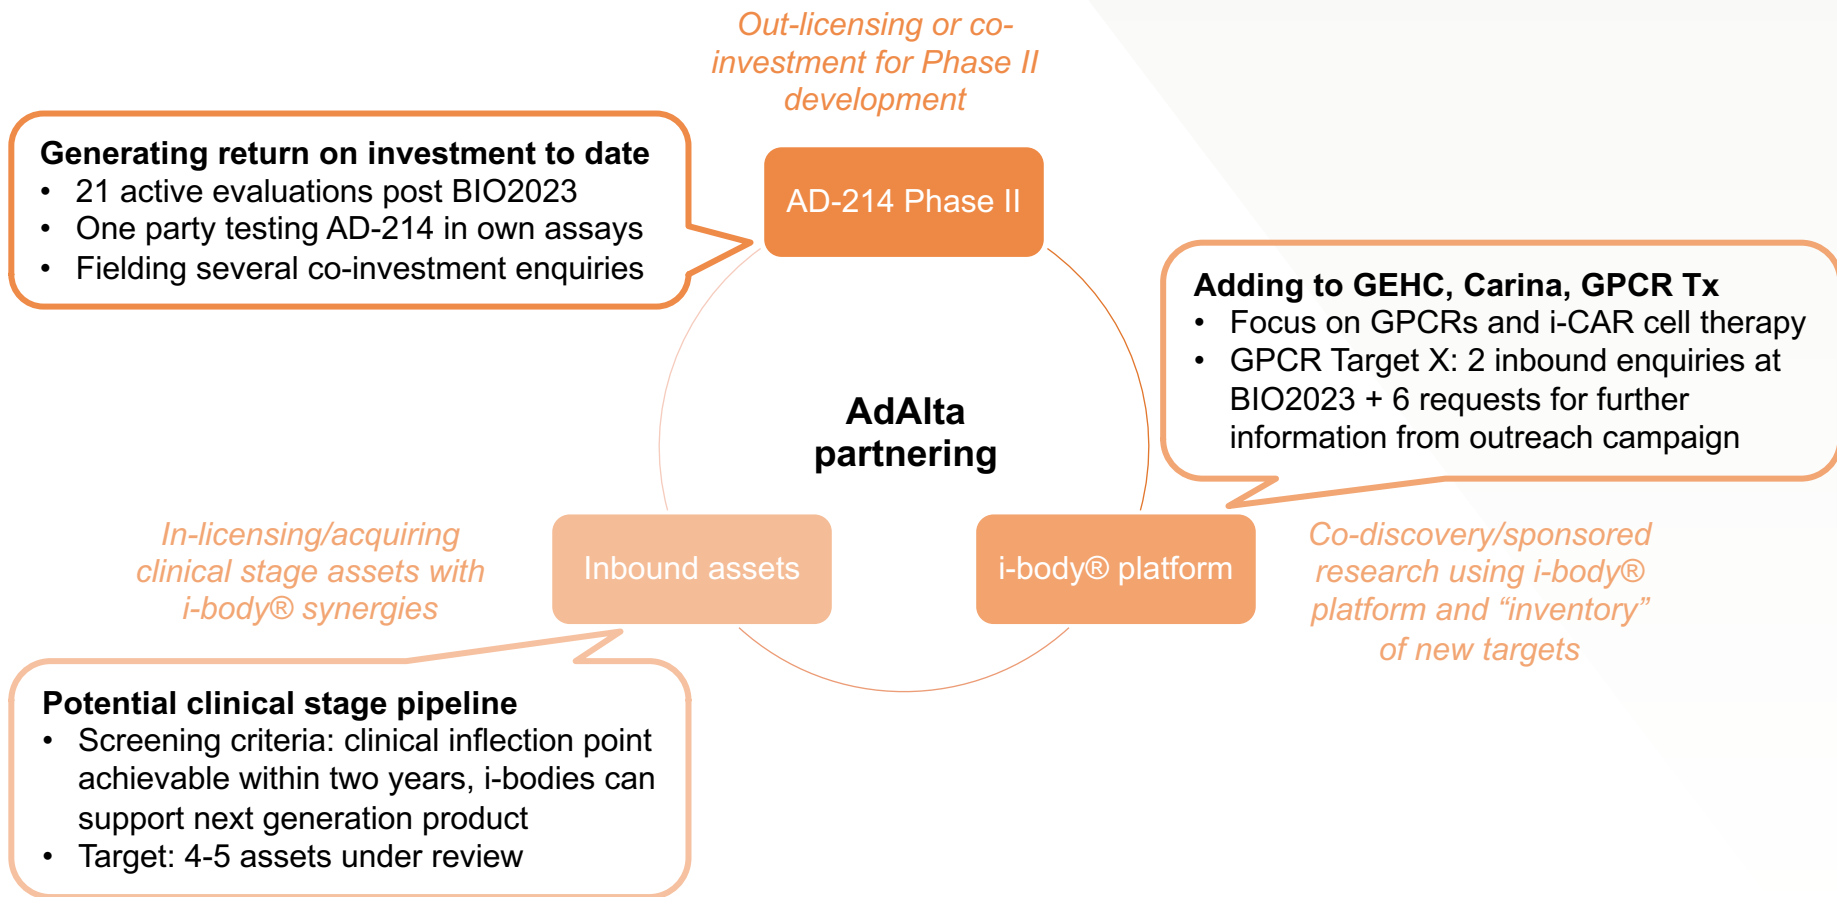 Out-licensing or co-
investment for Phase II
development
Generating return on investment to date
• 21 active evaluations post BIO2023
• One party testing AD-214 in own assays
• Fielding several co-investment enquiries
AD-214 Phase II
Adding to GEHC, Carina, GPCR Tx
• Focus on GPCRs and i-CAR cell therapy
• GPCR Target X: 2 inbound enquiries at
BIO2023 + 6 requests for further
information from outreach campaign
AdAlta
partnering
In-licensing/acquiring
clinical stage assets with
i-body® synergies
Inbound assets
i-body® platform
Co-discovery/sponsored
research using i-body®
platform and “inventory”
of new targets
Potential clinical stage pipeline
• Screening criteria: clinical inflection point
achievable within two years, i-bodies can
support next generation product
• Target: 4-5 assets under review